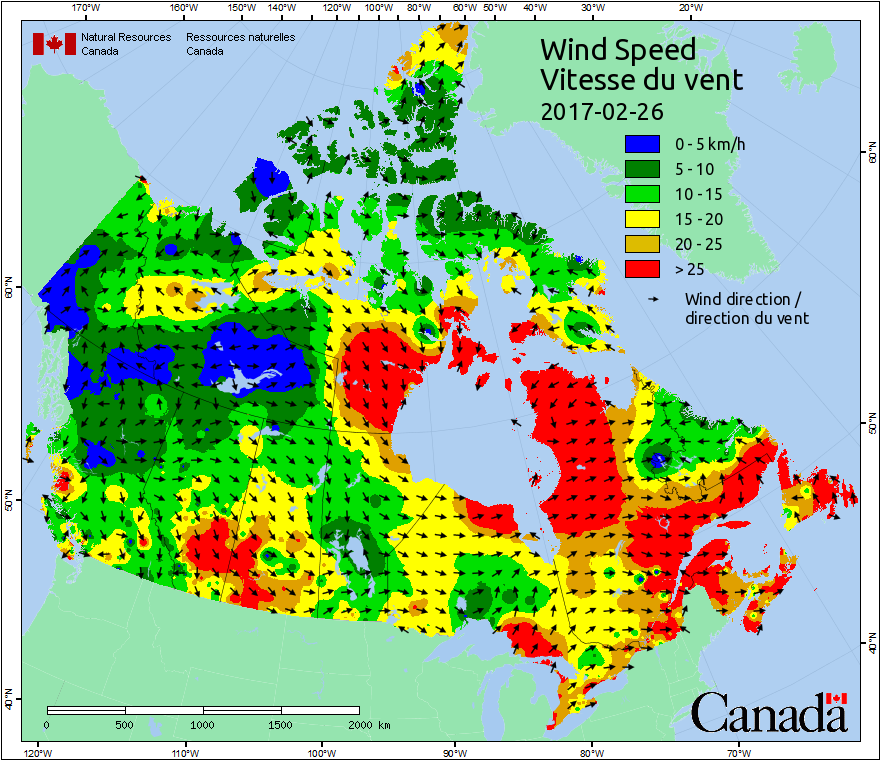 170°W 160°W 150°W 140°W 120°W 100°W 80°W 60°W 50°W 40°W 30°W 20°W
Natural Resources Ressources naturelles
Canada Canada
Wind Speed
Vitesse du vent
2017-02-26
0 - 5 km/h
5 - 10
10 - 15
15 - 20
20 - 25
> 25
Wind direction /
direction du vent
60°N
50°N
40°N
60°N
50°N
40°N
0 500 1000 1500 2000 km
Canada
120°W 110°W 100°W 90°W 80°W 70°W